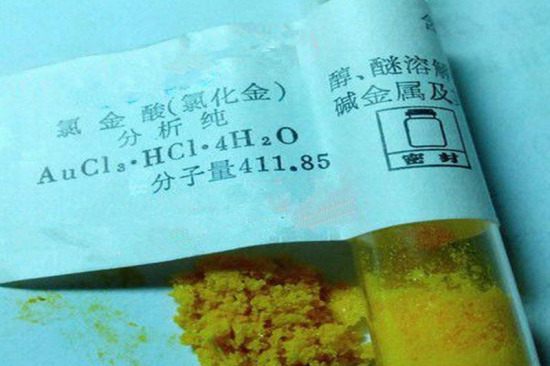 氯金酸(氯化金)
分析纯
AuCl₃·HCl·4H₂O
分子量411.85
醇、醚溶解
碱金属及
密封